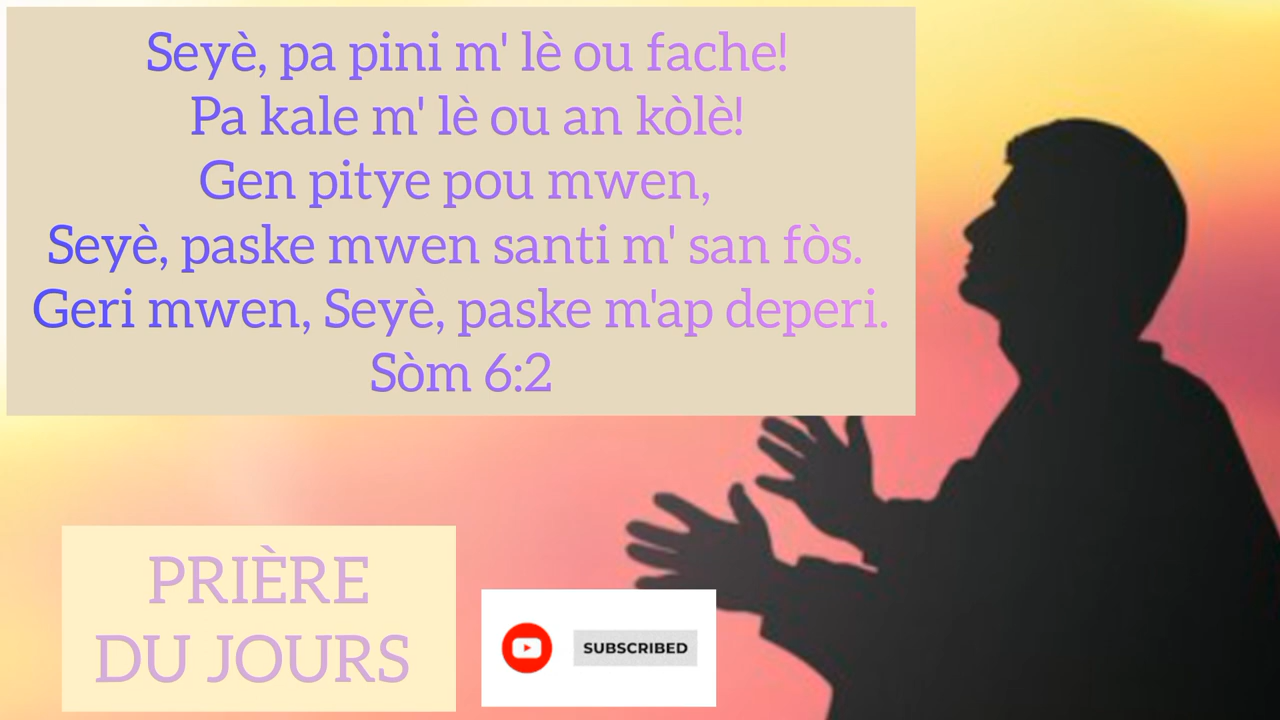 Seyè, pa pini m' lè ou fache!
Pa kale m' lè ou an kòlè!
Gen pitye pou mwen,
Seyè, paske mwen santi m' san fòs.
Geri mwen, Seyè, paske m'ap deperi.
Sòm 6:2
PRIÈRE
DU JOURS
SUBSCRIBED